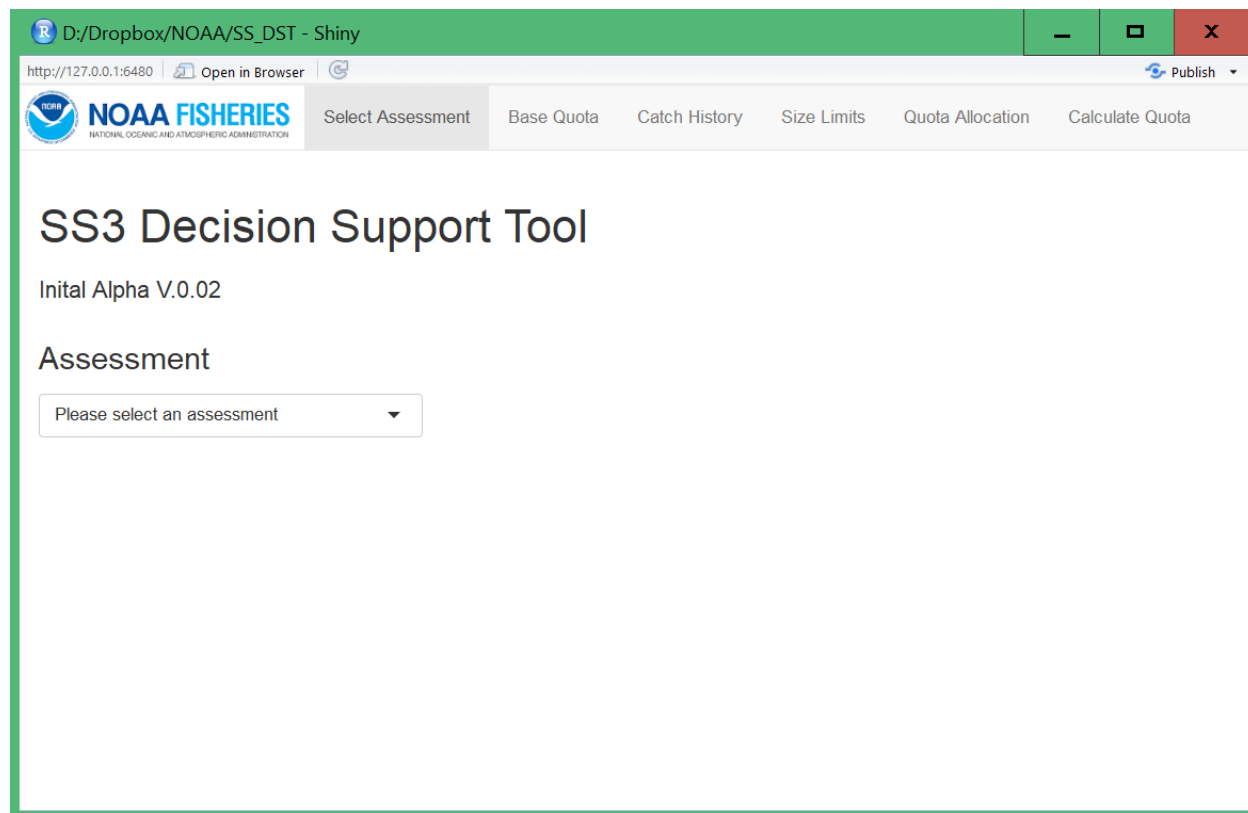 R D:/Dropbox/NOAA/SS_DST - Shiny
http://127.0.0.1:6480 Open in Browser Publish
NOAA NOAA FISHERIES Select Assessment Base Quota Catch History Size Limits Quota Allocation Calculate Quota
NATIONAL OCEANIC AND ATMOSPHERIC ADMINISTRATION
SS3 Decision Support Tool
Inital Alpha V.0.02
Assessment
Please select an assessment